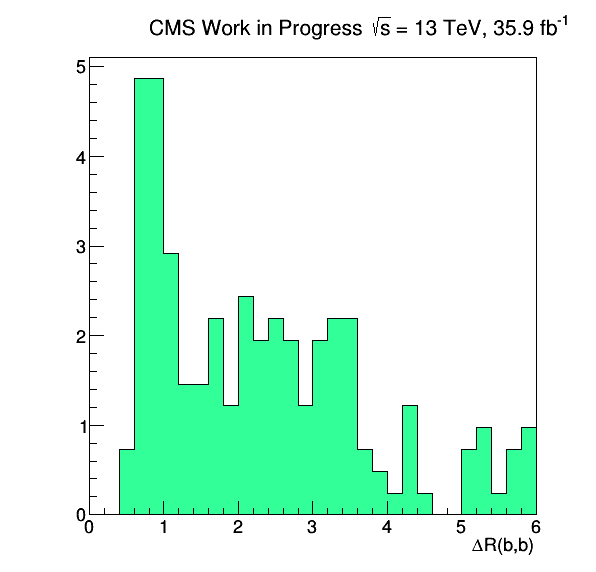 CMS Work in Progress √s = 13 TeV, 35.9 fb⁻¹
5
4
3
2
1
0
0 1 2 3 4 5 6
ΔR(b,b)